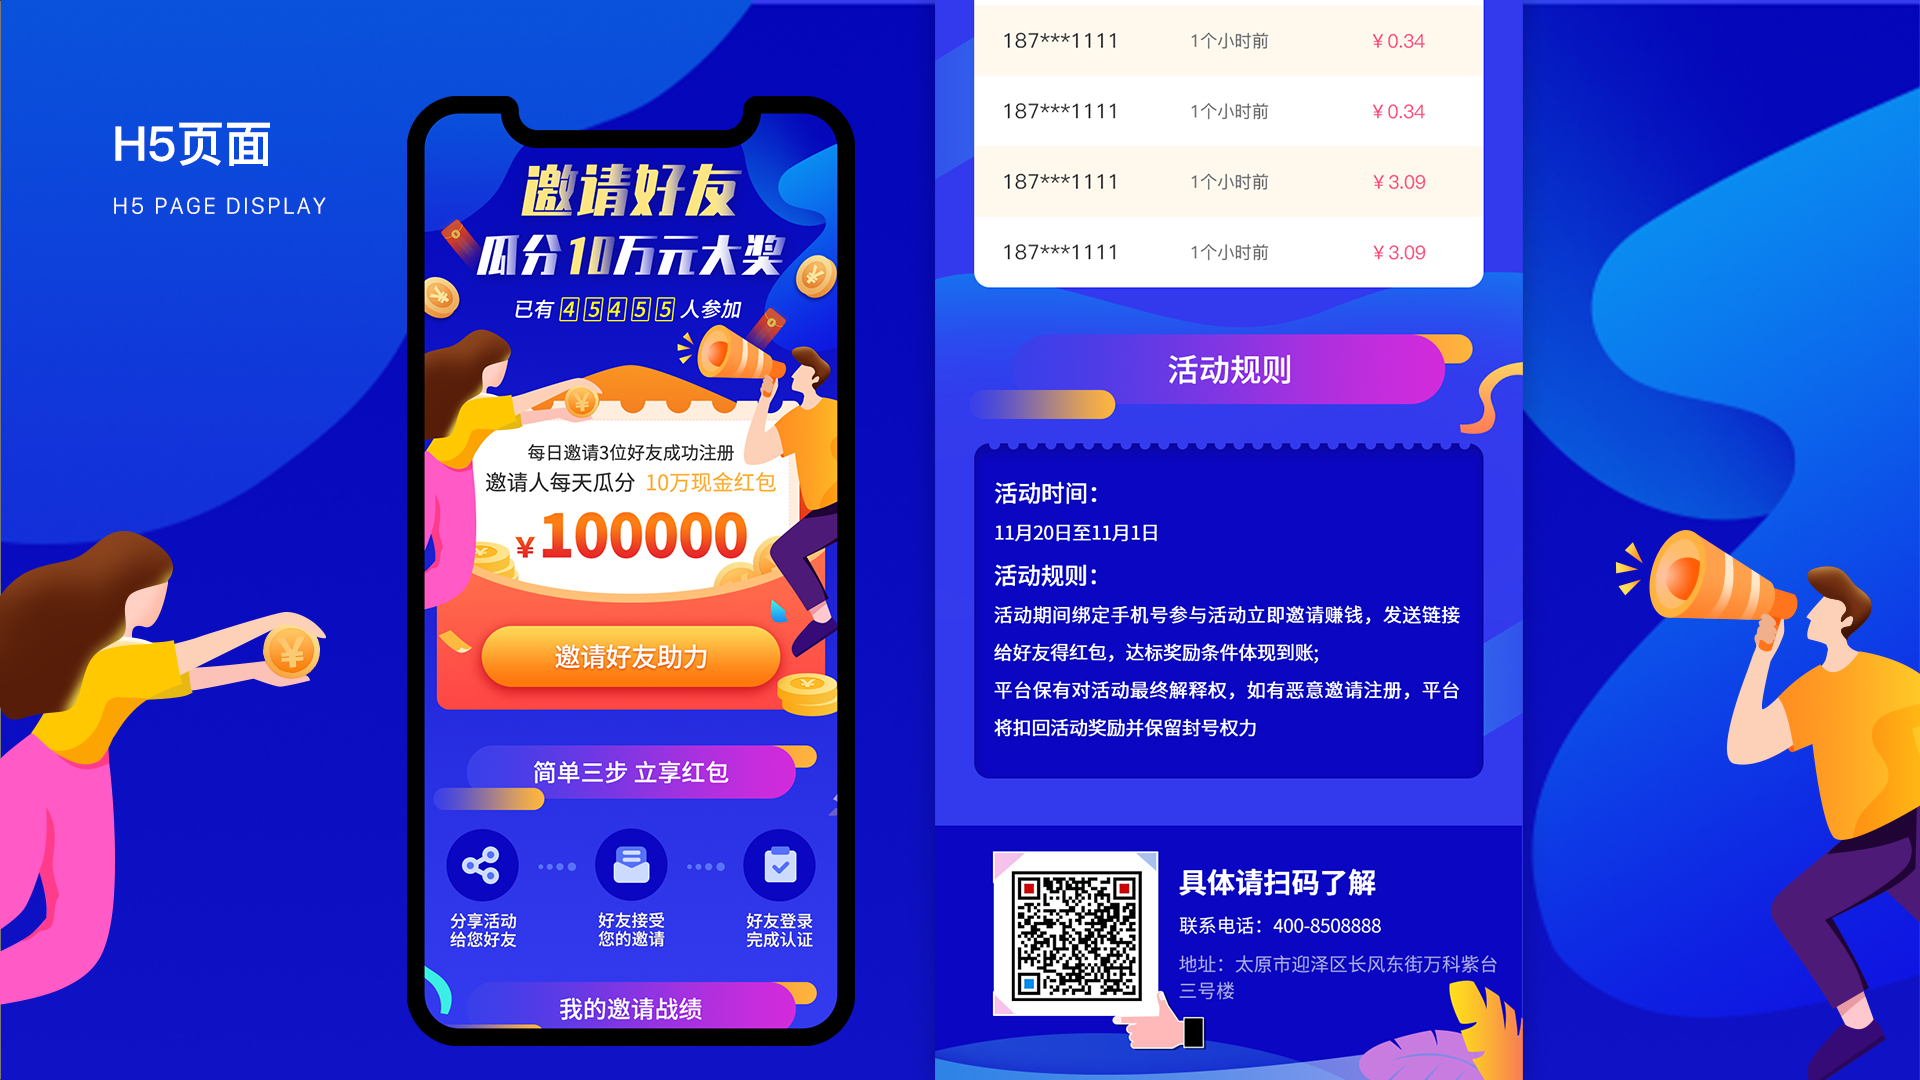 H5页面
H5 PAGE DISPLAY
邀请好友
瓜分10万元大奖
已有45455人参加
每日邀请3位好友成功注册
邀请人每天瓜分 10万现金红包
¥100000
邀请好友助力
简单三步 立享红包
分享活动
给您好友
好友接受
您的邀请
好友登录
完成认证
我的邀请战绩
187***1111 1个小时前 ¥0.34
187***1111 1个小时前 ¥0.34
187***1111 1个小时前 ¥3.09
187***1111 1个小时前 ¥3.09
活动规则
活动时间：
11月20日至11月1日
活动规则：
活动期间绑定手机号参与活动立即邀请赚钱，发送链接
给好友得红包，达标奖励条件体现到账;
平台保有对活动最终解释权，如有恶意邀请注册，平台
将扣回活动奖励并保留封号权力
具体请扫码了解
联系电话：400-8508888
地址：太原市迎泽区长风东街万科紫台
三号楼